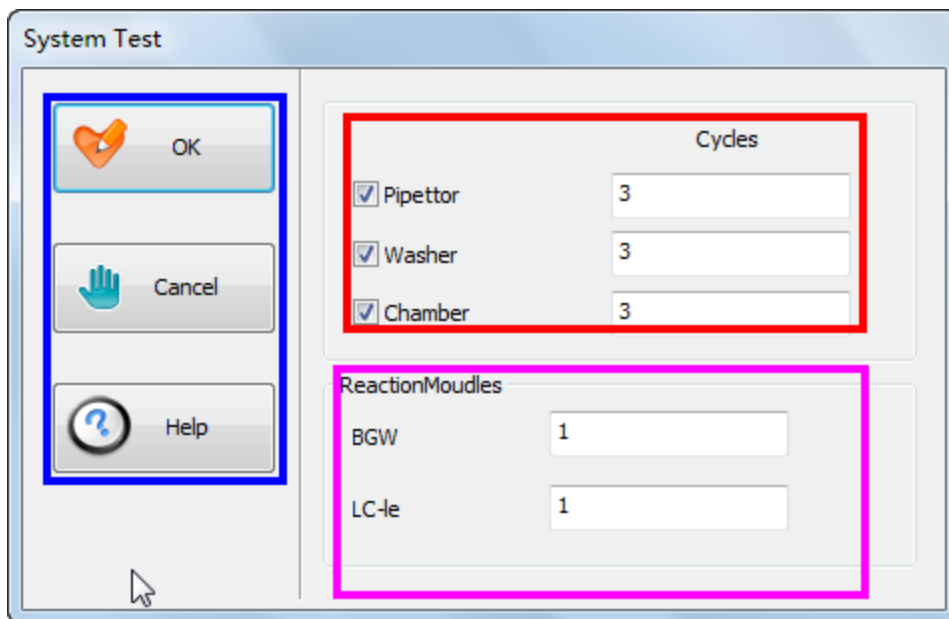 System Test
OK
Cancel
Help
Cycles
Pipettor 3
Washer 3
Chamber 3
ReactionMoudles
BGW 1
LC-le 1